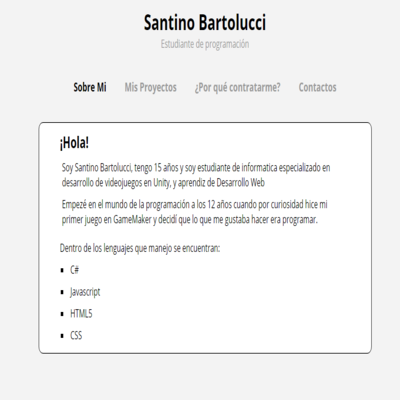 Santino Bartolucci
Estudiante de programación
Sobre Mi Mis Proyectos ¿Por qué contratarme? Contactos
¡Hola!
Soy Santino Bartolucci, tengo 15 años y soy estudiante de informatica especializado en
desarrollo de videojuegos en Unity, y aprendiz de Desarrollo Web
Empezé en el mundo de la programación a los 12 años cuando por curiosidad hice mi
primer juego en GameMaker y decidí que lo que me gustaba hacer era programar.
Dentro de los lenguajes que manejo se encuentran:
C#
Javascript
HTML5
CSS